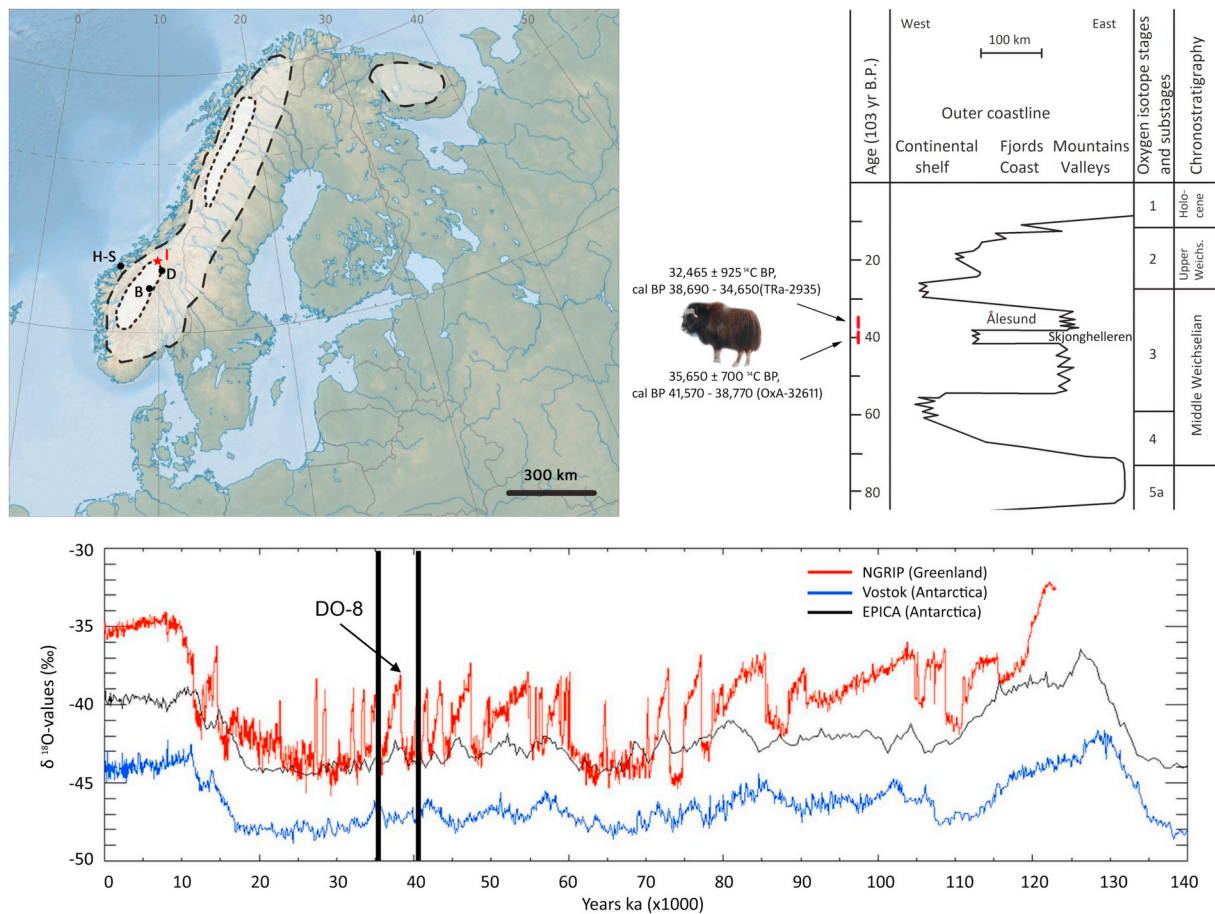 0
10
20
30
40
50
H-S
I
D
B
300 km
West
East
100 km
Outer coastline
Continental
shelf
Fjords
Coast
Mountains
Valleys
Age (103 yr B.P.)
Oxygen isotope stages
and substages
Chronostratigraphy
20
40
60
80
Ålesund
Skjonghelleren
1
2
3
4
5a
Holo-
cene
Upper
Weichs.
Middle Weichselian
32,465 ± 925 ¹⁴C BP,
cal BP 38,690 - 34,650(TRa-2935)
35,650 ± 700 ¹⁴C BP,
cal BP 41,570 - 38,770 (OxA-32611)
-30
-35
-40
-45
-50
δ ¹⁸O-values (‰)
DO-8
NGRIP (Greenland)
Vostok (Antarctica)
EPICA (Antarctica)
0 10 20 30 40 50 60 70 80 90 100 110 120 130 140
Years ka (x1000)